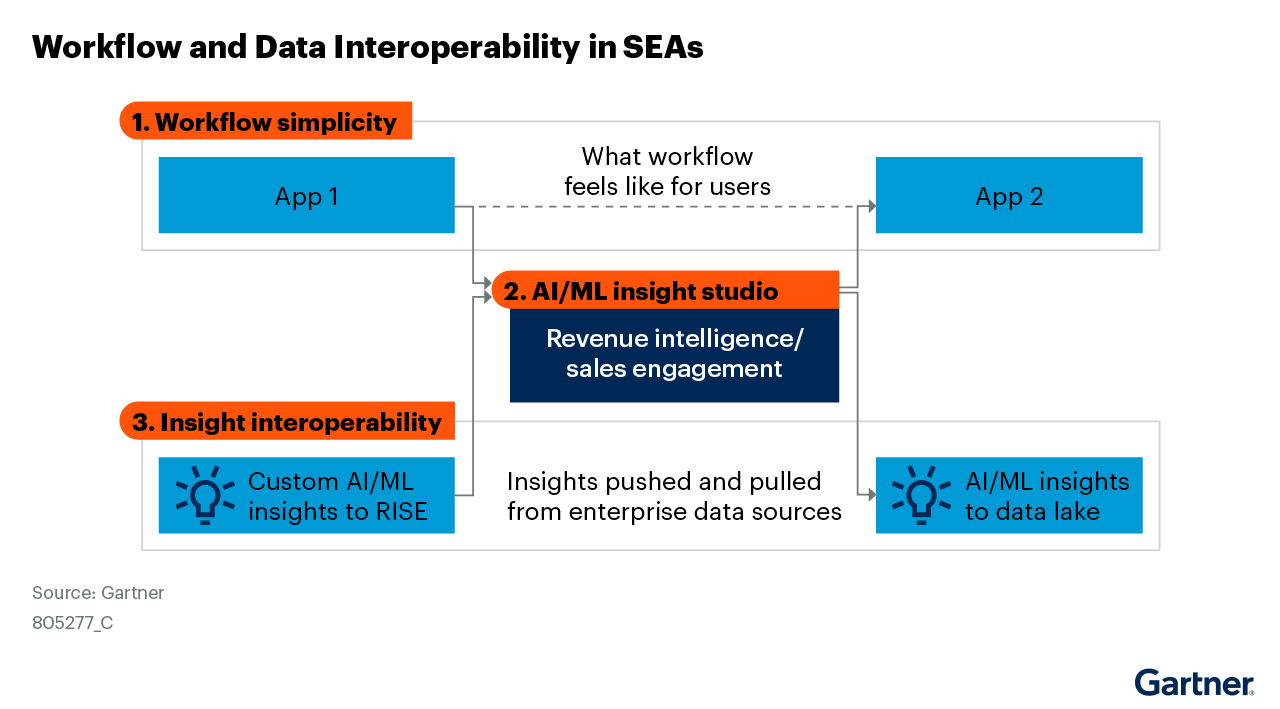 Workflow and Data Interoperability in SEAs
1. Workflow simplicity
App 1
What workflow
feels like for users
App 2
2. AI/ML insight studio
Revenue intelligence/
sales engagement
3. Insight interoperability
Custom AI/ML
insights to RISE
Insights pushed and pulled
from enterprise data sources
AI/ML insights
to data lake
Source: Gartner
805277_C
Gartner®